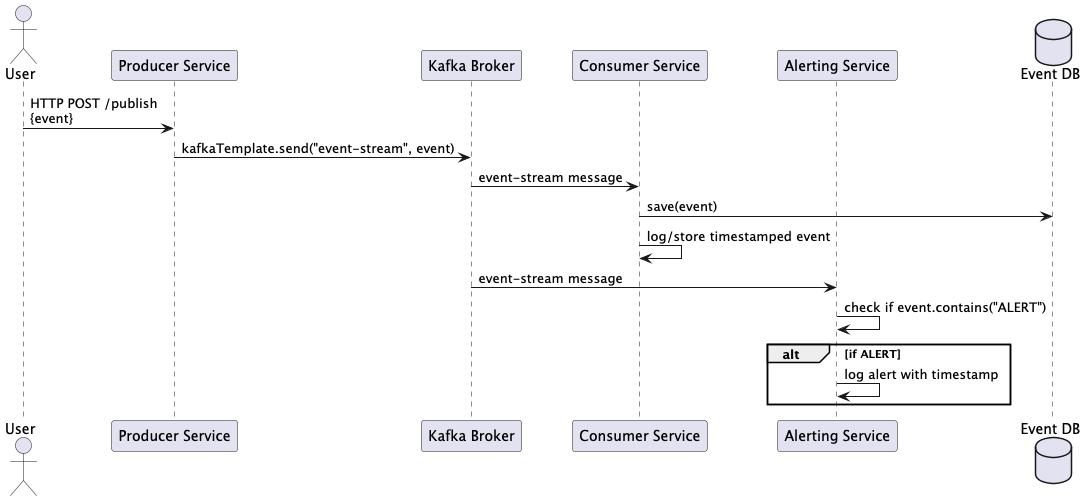 User
Producer Service
Kafka Broker
Consumer Service
Alerting Service
Event DB
HTTP POST /publish
{event}
kafkaTemplate.send("event-stream", event)
event-stream message
save(event)
log/store timestamped event
event-stream message
check if event.contains("ALERT")
alt
[if ALERT]
log alert with timestamp
User
Producer Service
Kafka Broker
Consumer Service
Alerting Service
Event DB